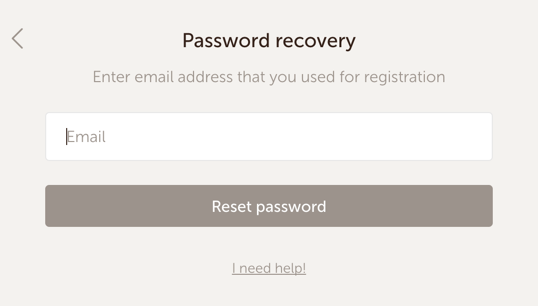 Password recovery
Enter email address that you used for registration
Email
Reset password
I need help!